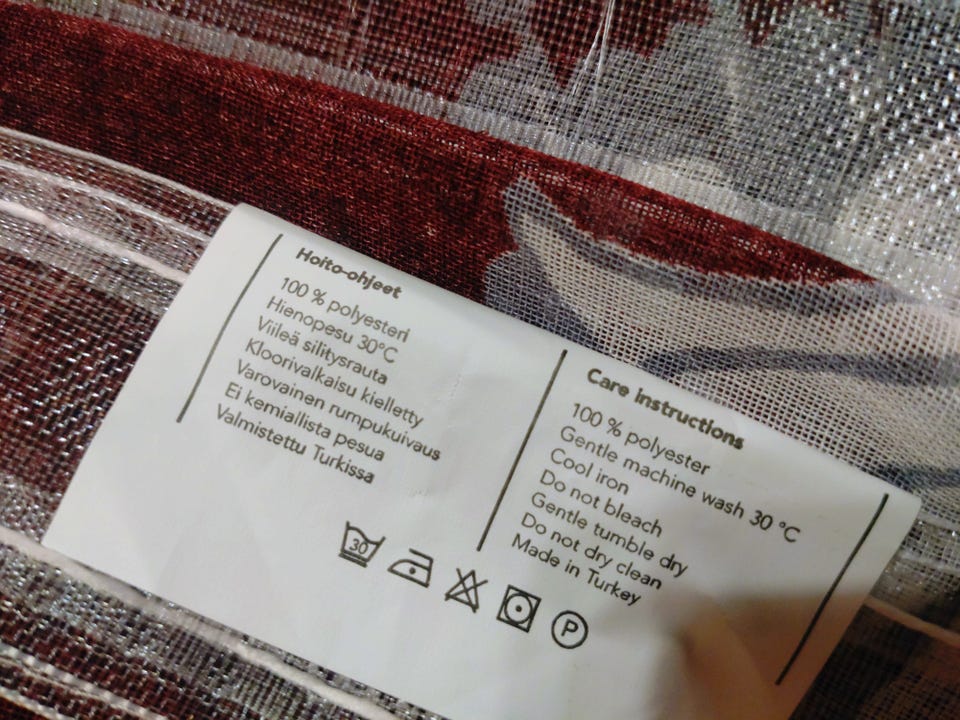 Hoito-ohjeet
100 % polyesteri
Hienopesu 30°C
Viileä silitysrauta
Kloorivalkaisu kielletty
Varovainen rumpukuivaus
Ei kemiallista pesua
Valmistettu Turkissa
Care instructions
100 % polyester
Gentle machine wash 30 °C
Cool iron
Do not bleach
Gentle tumble dry
Do not dry clean
Made in Turkey
30
P